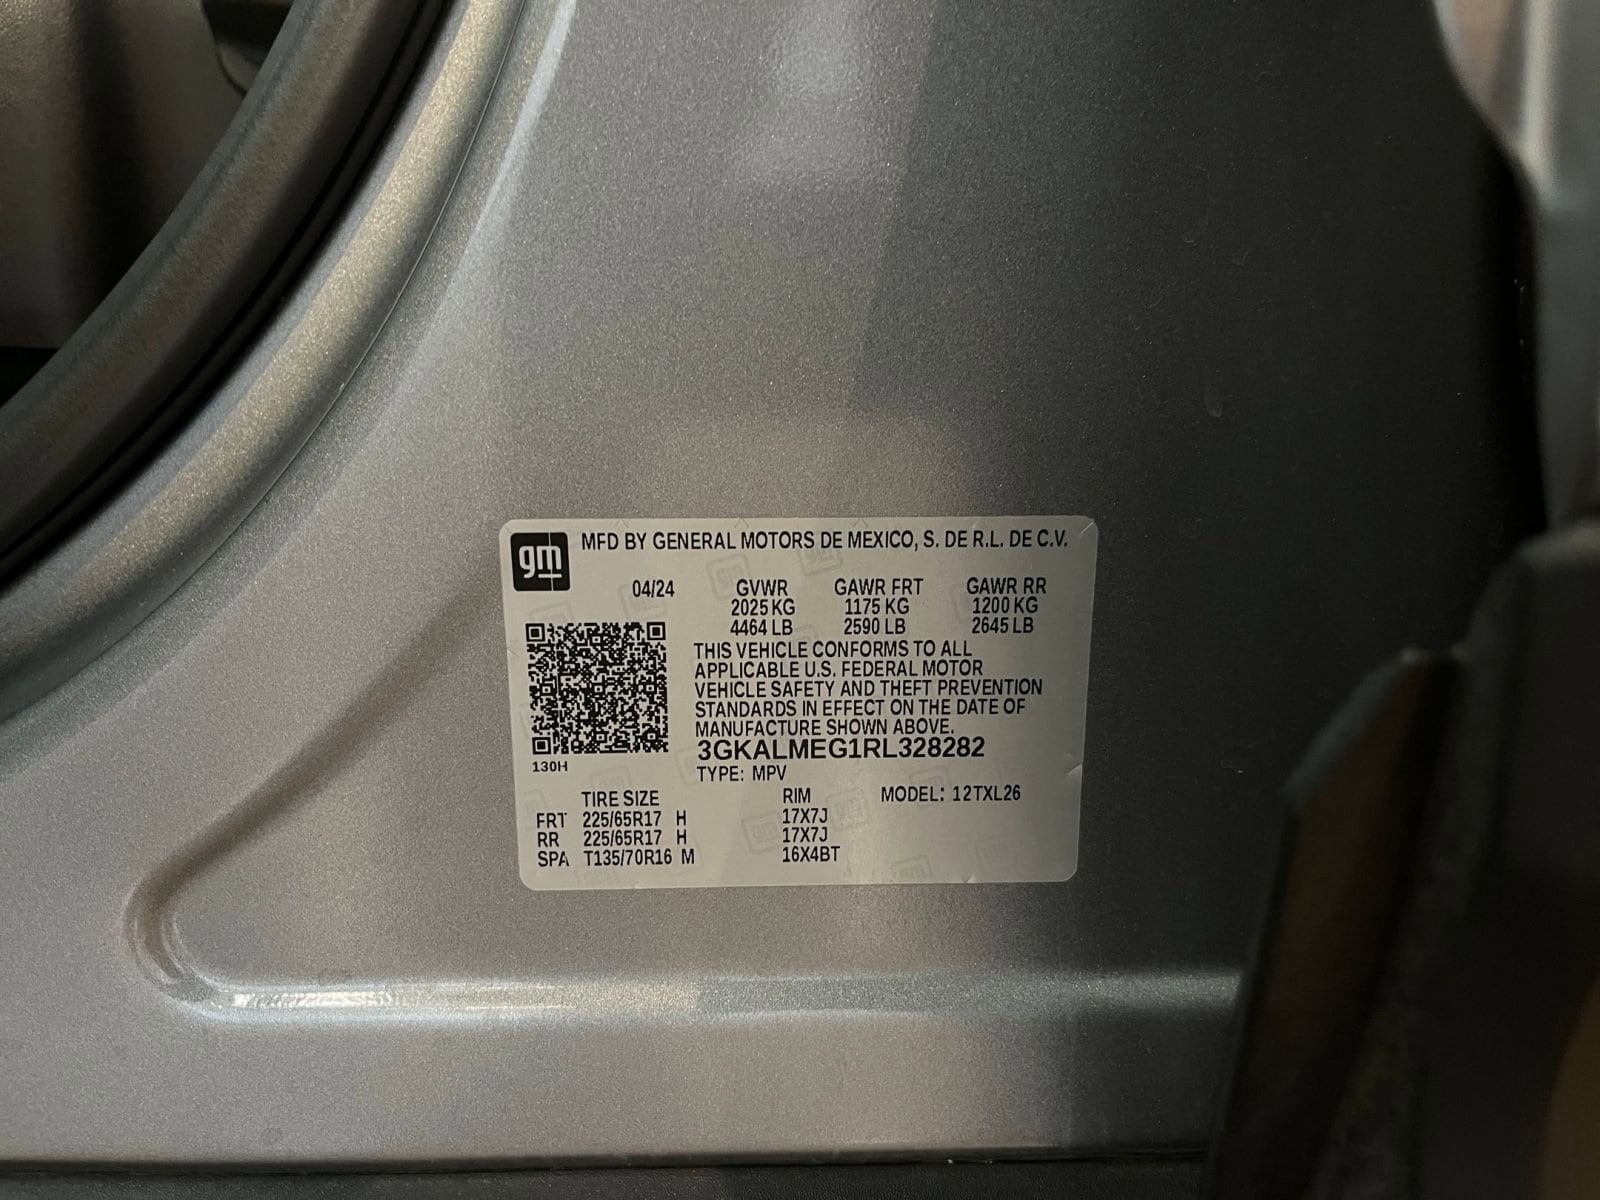 gm MFD BY GENERAL MOTORS DE MEXICO, S. DE R.L. DE C.V.
04/24 GVWR GAWR FRT GAWR RR
2025 KG 1175 KG 1200 KG
4464 LB 2590 LB 2645 LB
THIS VEHICLE CONFORMS TO ALL
APPLICABLE U.S. FEDERAL MOTOR
VEHICLE SAFETY AND THEFT PREVENTION
STANDARDS IN EFFECT ON THE DATE OF
MANUFACTURE SHOWN ABOVE.
3GKALMEG1RL328282
130H TYPE: MPV
TIRE SIZE RIM MODEL: 12TXL26
FRT 225/65R17 H 17X7J
RR 225/65R17 H 17X7J
SPA T135/70R16 M 16X4BT